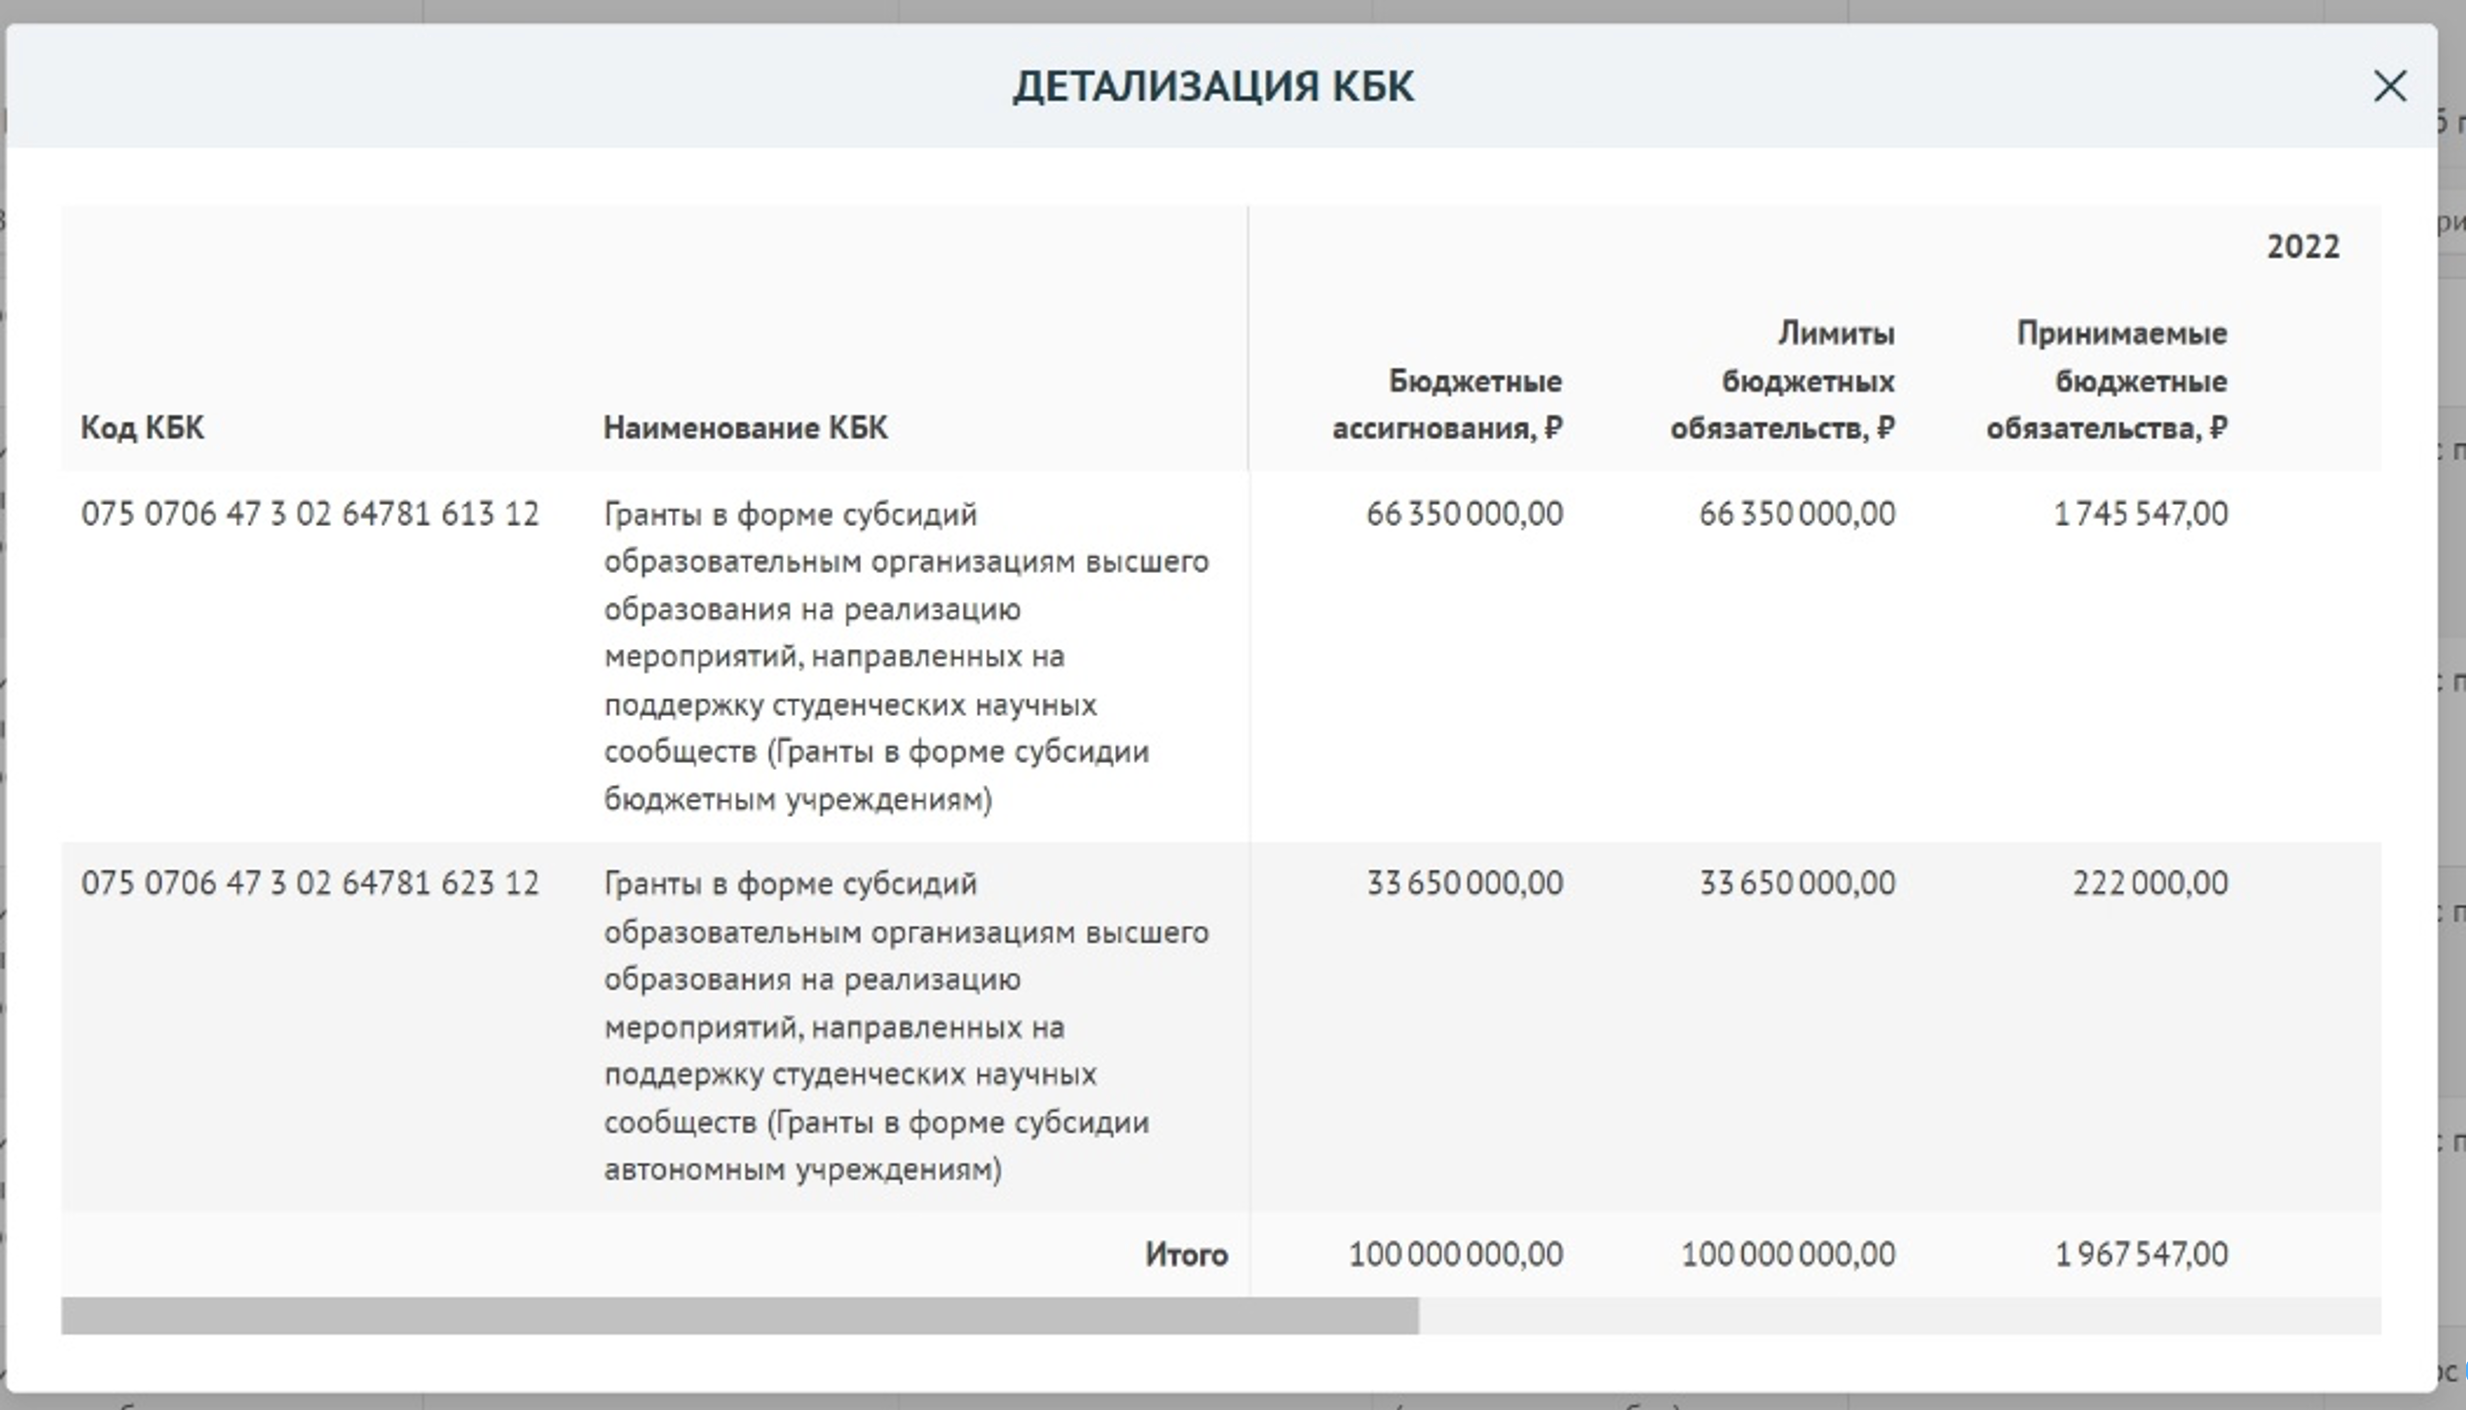 ДЕТАЛИЗАЦИЯ КБК
2022
Код КБК
Наименование КБК
Бюджетные
ассигнования, ₽
Лимиты
бюджетных
обязательств, ₽
Принимаемые
бюджетные
обязательства, ₽
075 0706 47 3 02 64781 613 12
Гранты в форме субсидий
образовательным организациям высшего
образования на реализацию
мероприятий, направленных на
поддержку студенческих научных
сообществ (Гранты в форме субсидии
бюджетным учреждениям)
66 350 000,00
66 350 000,00
1 745 547,00
075 0706 47 3 02 64781 623 12
Гранты в форме субсидий
образовательным организациям высшего
образования на реализацию
мероприятий, направленных на
поддержку студенческих научных
сообществ (Гранты в форме субсидии
автономным учреждениям)
33 650 000,00
33 650 000,00
222 000,00
Итого
100 000 000,00
100 000 000,00
1 967 547,00